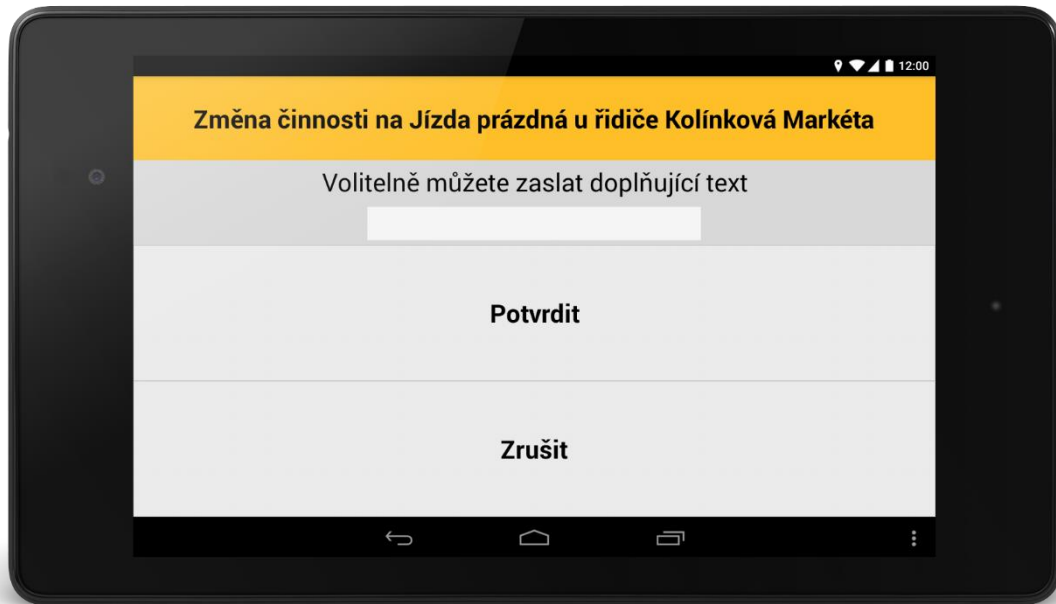 12:00
Změna činnosti na Jízda prázdná u řidiče Kolínková Markéta
Volitelně můžete zaslat doplňující text
Potvrdit
Zrušit